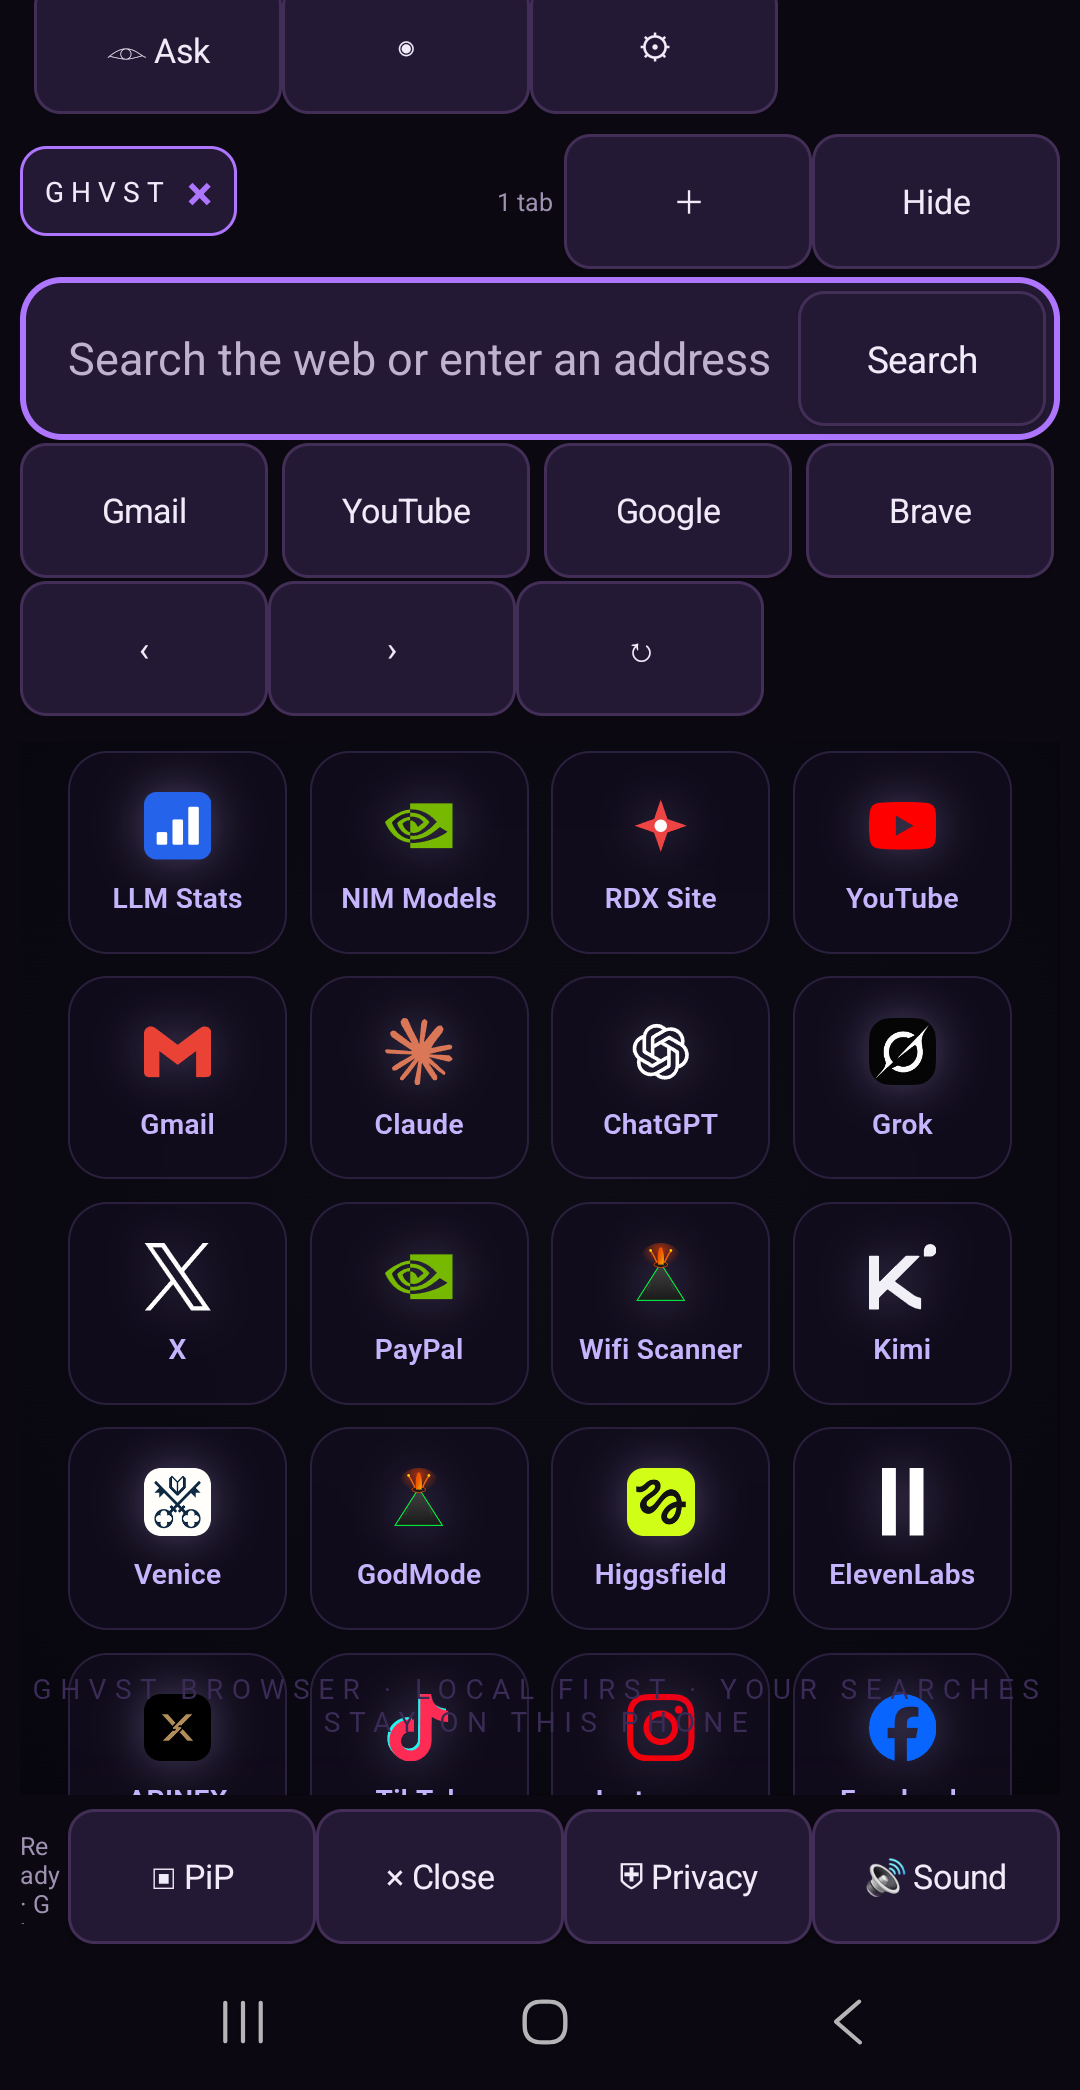 Ask
GHVST ×
1 tab
+
Hide
Search the web or enter an address
Search
Gmail
YouTube
Google
Brave
‹
›
LLM Stats
NIM Models
RDX Site
YouTube
Gmail
Claude
ChatGPT
Grok
X
PayPal
Wifi Scanner
Kimi
Venice
GodMode
Higgsfield
ElevenLabs
GHVST BROWSER · LOCAL FIRST · YOUR SEARCHES
STAY ON THIS PHONE
Re
ady
· G
PiP
× Close
Privacy
Sound